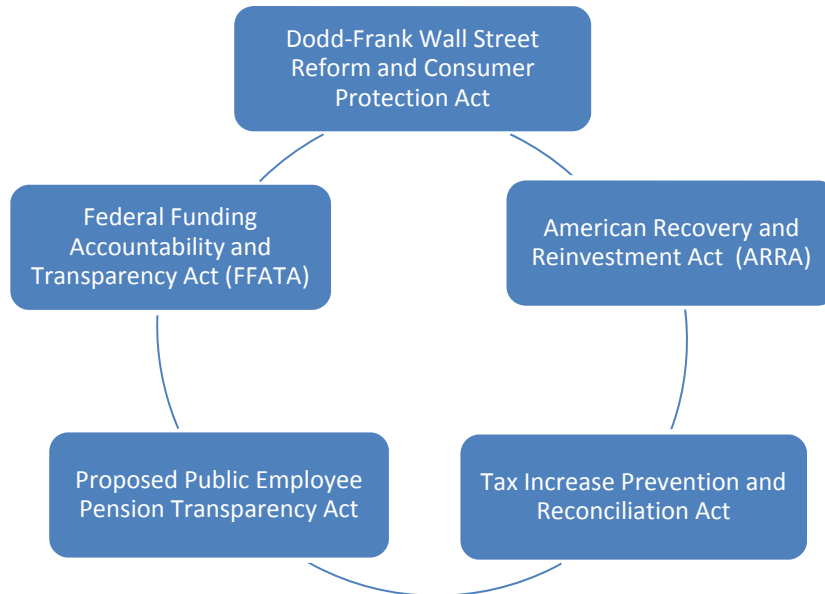 Dodd-Frank Wall Street
Reform and Consumer
Protection Act
Federal Funding
Accountability and
Transparency Act (FFATA)
American Recovery and
Reinvestment Act  (ARRA)
Proposed Public Employee
Pension Transparency Act
Tax Increase Prevention and
Reconciliation Act